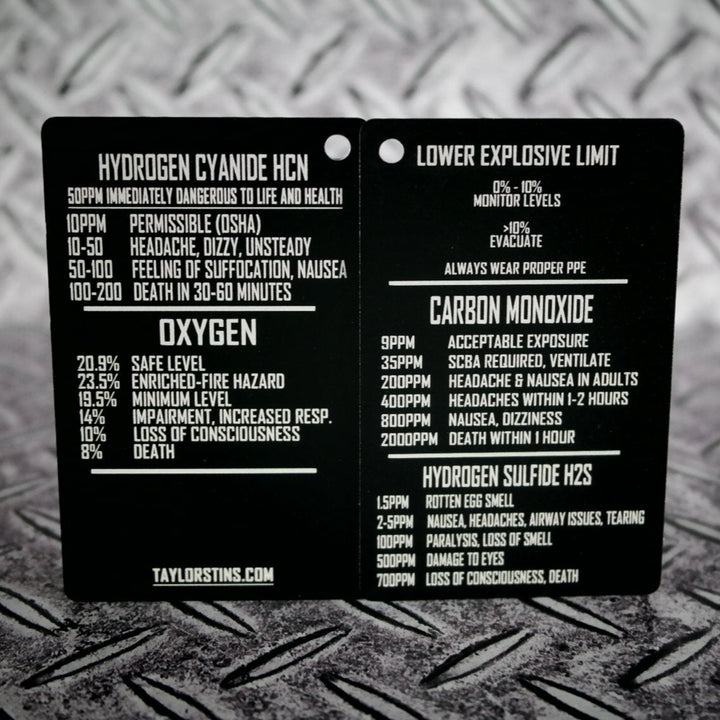 HYDROGEN CYANIDE HCN
50PPM IMMEDIATELY DANGEROUS TO LIFE AND HEALTH
10PPM PERMISSIBLE (OSHA)
10-50 HEADACHE, DIZZY, UNSTEADY
50-100 FEELING OF SUFFOCATION, NAUSEA
100-200 DEATH IN 30-60 MINUTES
OXYGEN
20.9% SAFE LEVEL
23.5% ENRICHED-FIRE HAZARD
19.5% MINIMUM LEVEL
14% IMPAIRMENT, INCREASED RESP.
10% LOSS OF CONSCIOUSNESS
8% DEATH
TAYLORSTINS.COM
LOWER EXPLOSIVE LIMIT
0% - 10%
MONITOR LEVELS
>10%
EVACUATE
ALWAYS WEAR PROPER PPE
CARBON MONOXIDE
9PPM ACCEPTABLE EXPOSURE
35PPM SCBA REQUIRED, VENTILATE
200PPM HEADACHE & NAUSEA IN ADULTS
400PPM HEADACHES WITHIN 1-2 HOURS
800PPM NAUSEA, DIZZINESS
2000PPM DEATH WITHIN 1 HOUR
HYDROGEN SULFIDE H2S
1.5PPM ROTTEN EGG SMELL
2-5PPM NAUSEA, HEADACHES, AIRWAY ISSUES, TEARING
100PPM PARALYSIS, LOSS OF SMELL
500PPM DAMAGE TO EYES
700PPM LOSS OF CONSCIOUSNESS, DEATH